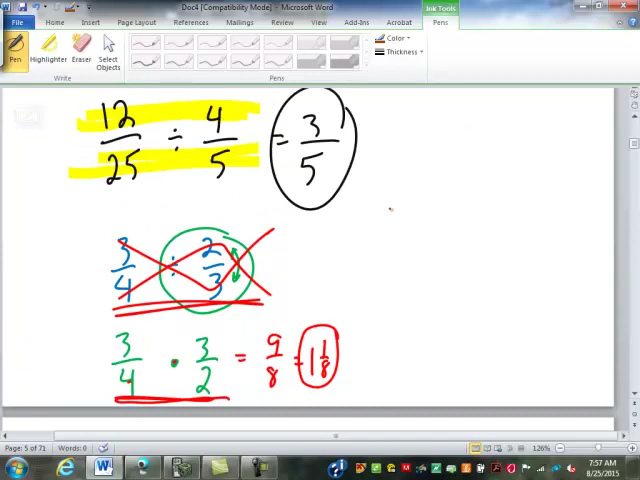 Doc4 [Compatibility Mode] - Microsoft Word
Ink Tools
File Home Insert Page Layout References Mailings Review View Add-Ins Acrobat Pens
Pen Highlighter Eraser Select Objects
Color
Thickness
Write Pens
12/25 ÷ 4/5 = 3/5
3/4 ÷ 2/3
3/4 · 3/2 = 9/8 = 1 1/8
Page: 5 of 71 Words: 0 126%
7:57 AM
8/25/2015